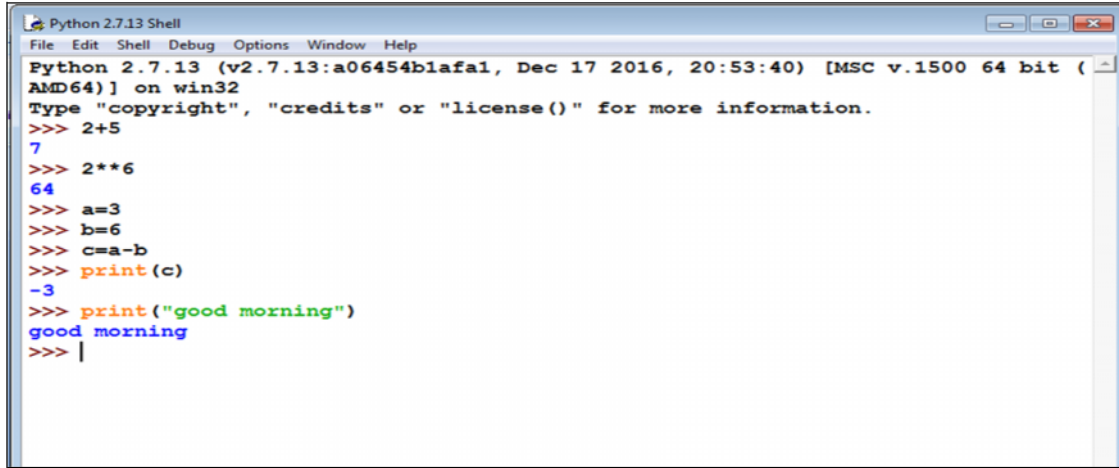 Python 2.7.13 Shell
File Edit Shell Debug Options Window Help
Python 2.7.13 (v2.7.13:a06454b1afa1, Dec 17 2016, 20:53:40) [MSC v.1500 64 bit (
AMD64)] on win32
Type "copyright", "credits" or "license()" for more information.
>>> 2+5
7
>>> 2**6
64
>>> a=3
>>> b=6
>>> c=a-b
>>> print(c)
-3
>>> print("good morning")
good morning
>>>